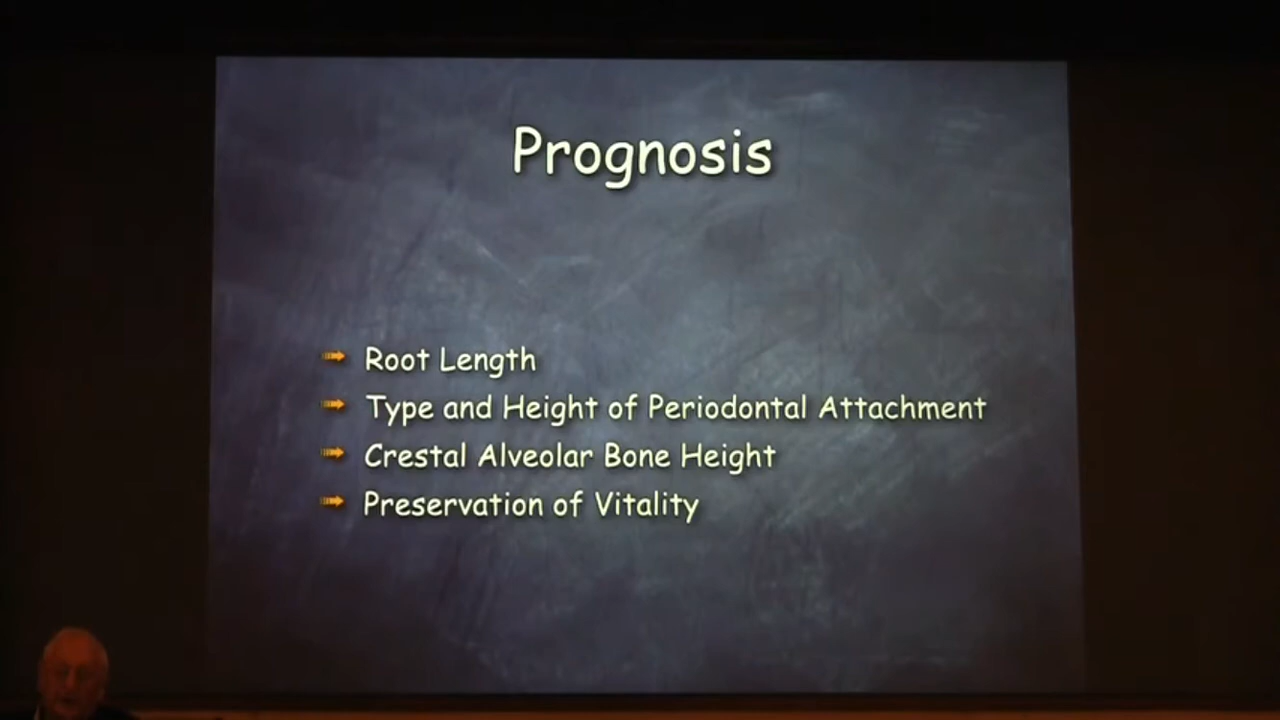 Prognosis
Root Length
Type and Height of Periodontal Attachment
Crestal Alveolar Bone Height
Preservation of Vitality